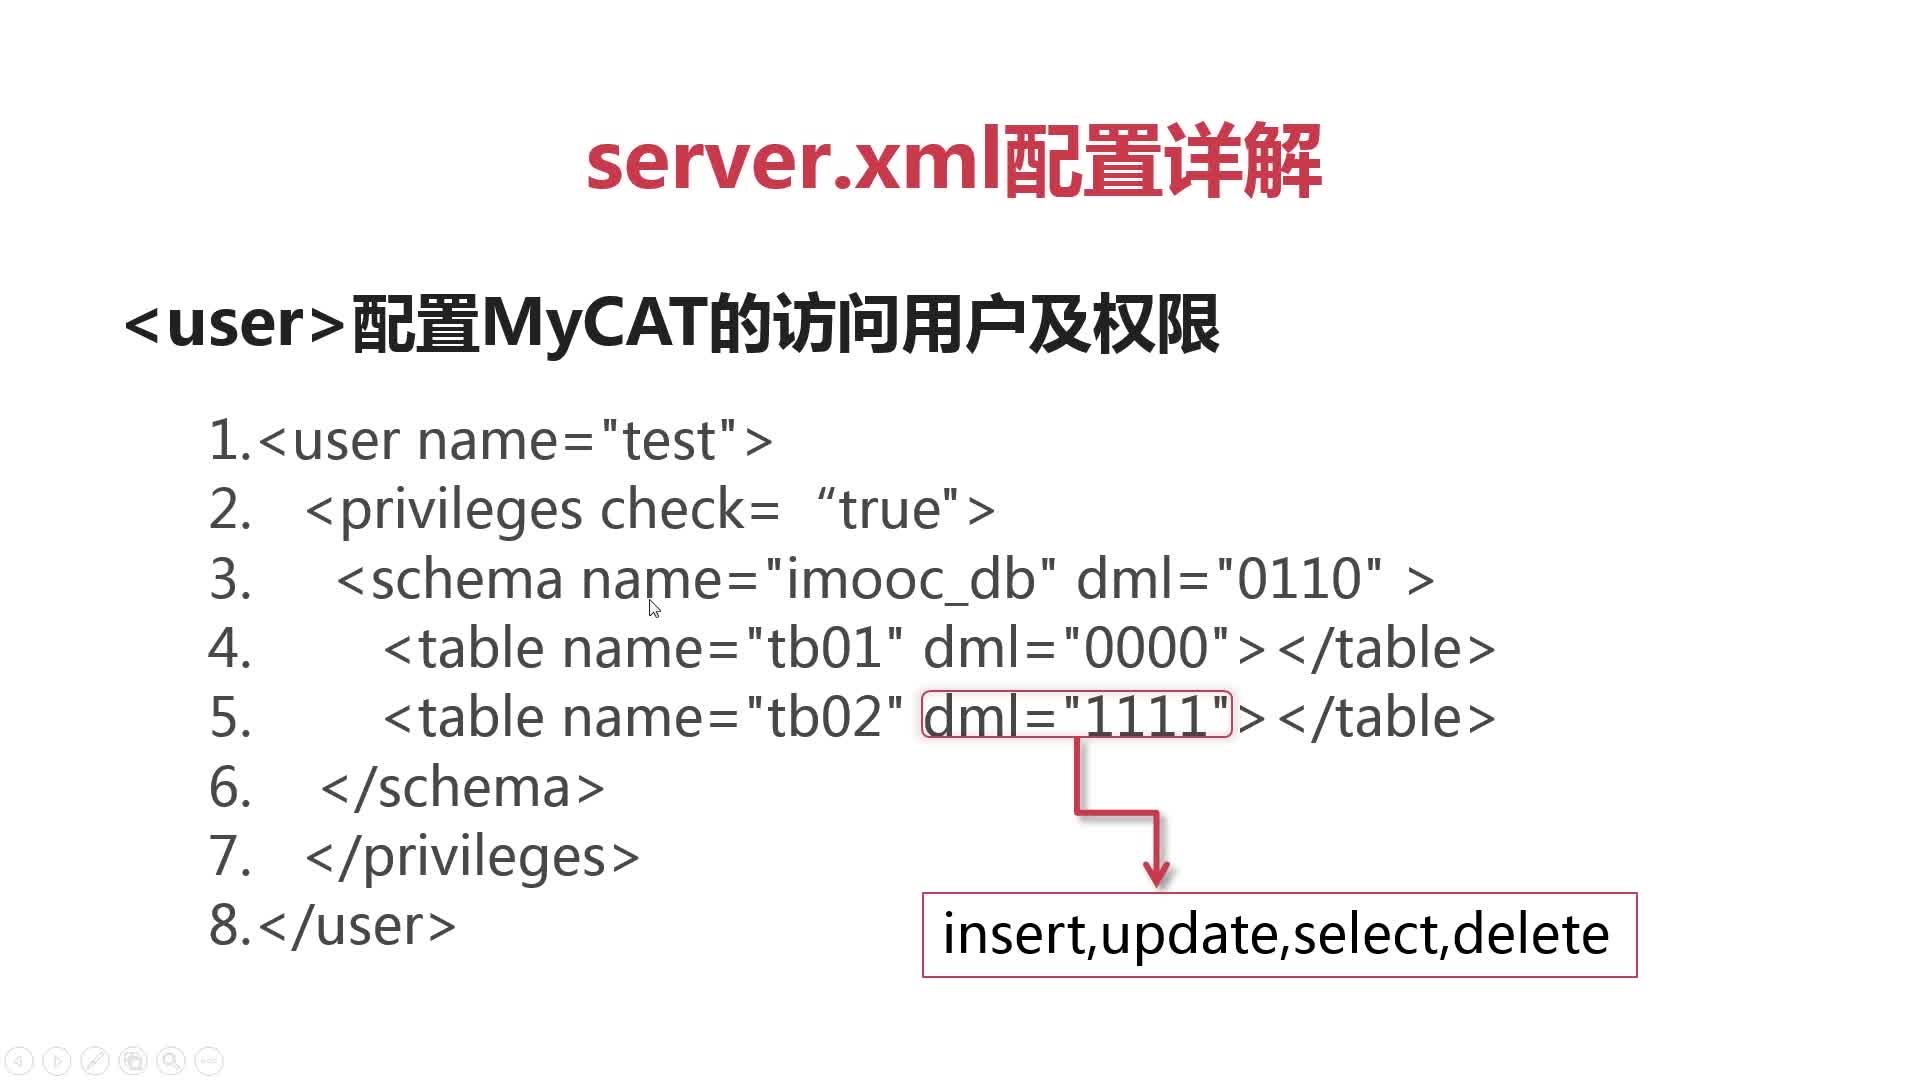 server.xml配置详解
<user>配置MyCAT的访问用户及权限
1.<user name="test">
2. <privileges check= “true">
3. <schema name="imooc_db" dml="0110" >
4. <table name="tb01" dml="0000"></table>
5. <table name="tb02" dml="1111"></table>
6. </schema>
7. </privileges>
8.</user>
insert,update,select,delete